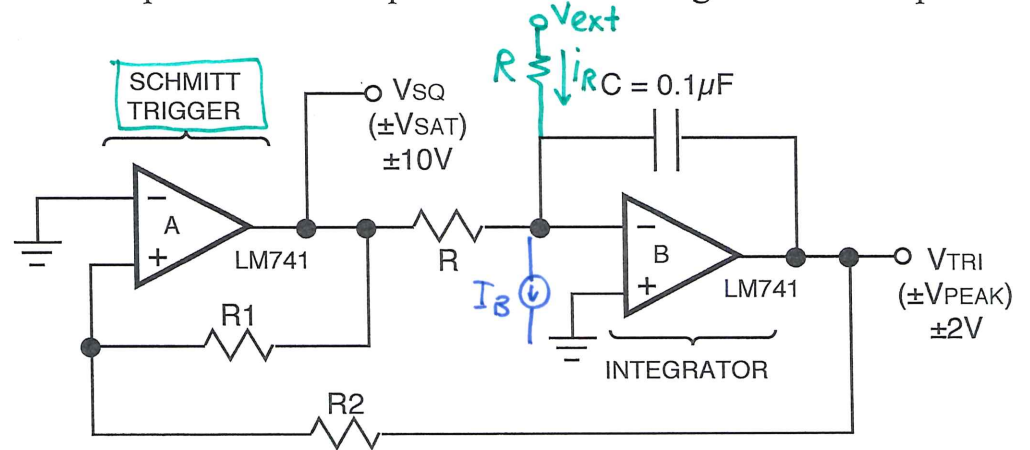 Vext
R
iR
C = 0.1µF
SCHMITT
TRIGGER
VSQ
(±VSAT)
±10V
−
A
+
LM741
R
−
B
+
LM741
IB
VTRI
(±VPEAK)
±2V
R1
INTEGRATOR
R2